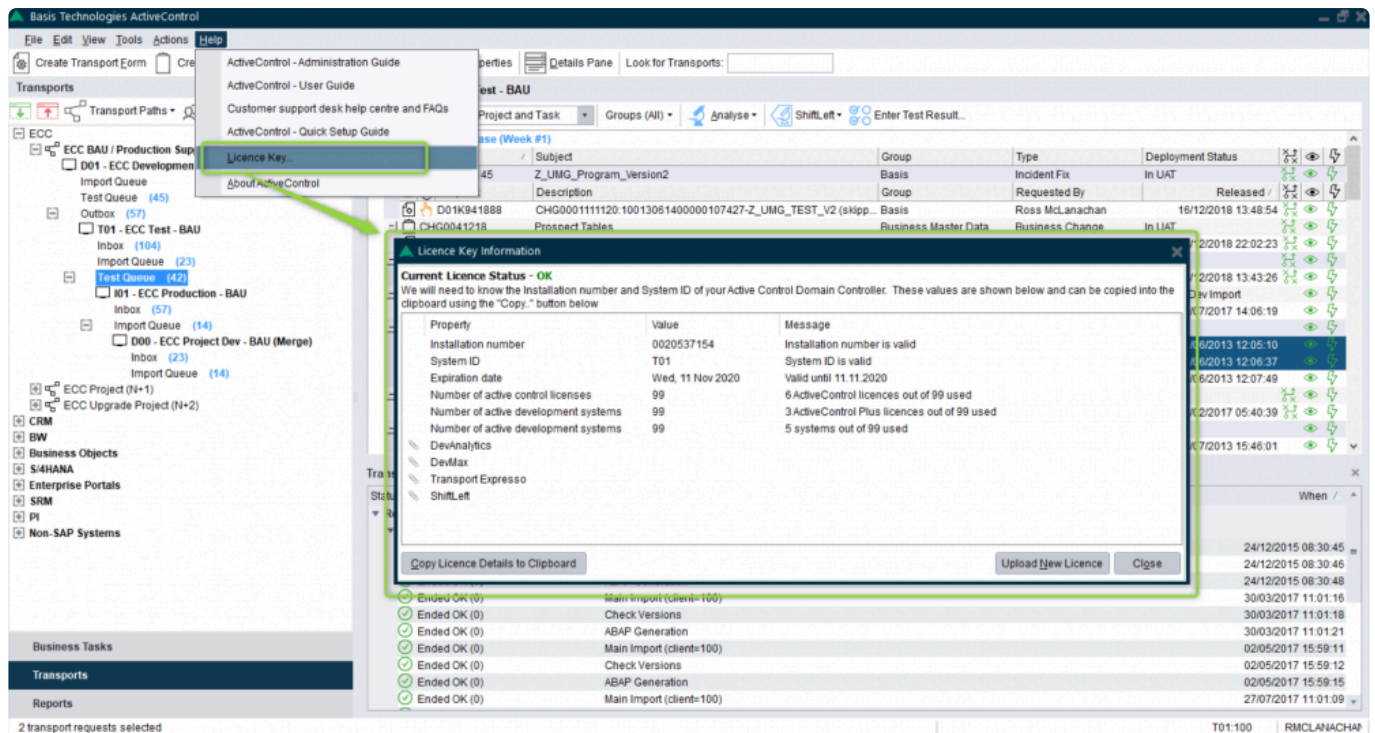 Basis Technologies ActiveControl
File Edit View Tools Actions Help
Create Transport Form Cre perties Details Pane Look for Transports:
ActiveControl - Administration Guide
ActiveControl - User Guide
Customer support desk help centre and FAQs
ActiveControl - Quick Setup Guide
Licence Key...
About ActiveControl
Transports
est - BAU
Transport Paths
Project and Task Groups (All) Analyse ShiftLeft Enter Test Result...
ECC
ECC BAU / Production Sup
D01 - ECC Developmen
Import Queue
Test Queue (45)
Outbox (57)
T01 - ECC Test - BAU
Inbox (104)
Import Queue (23)
Test Queue (42)
I01 - ECC Production - BAU
Inbox (57)
Import Queue (14)
D00 - ECC Project Dev - BAU (Merge)
Inbox (23)
Import Queue (14)
ECC Project (N+1)
ECC Upgrade Project (N+2)
CRM
BW
Business Objects
S/4HANA
Enterprise Portals
SRM
PI
Non-SAP Systems
Business Tasks
Transports
Reports
ase (Week #1)
/ Subject Group Type Deployment Status
45 Z_UMG_Program_Version2 Basis Incident Fix In UAT
Description Group Requested By Released /
D01K941888 CHG0001111120:10013061400000107427-Z_UMG_TEST_V2 (skipp... Basis Ross McLanachan 16/12/2018 13:48:54
CHG0041218 Prospect Tables Business Master Data Business Change In UAT
/12/2018 22:02:23
/12/2018 13:43:26
Dev Import
/07/2017 14:06:19
/06/2013 12:05:10
/06/2013 12:06:37
/06/2013 12:07:49
/02/2017 05:40:39
/07/2013 15:46:01
Licence Key Information
Current Licence Status - OK
We will need to know the Installation number and System ID of your Active Control Domain Controller. These values are shown below and can be copied into the
clipboard using the "Copy.." button below
Property Value Message
Installation number 0020537154 Installation number is valid
System ID T01 System ID is valid
Expiration date Wed, 11 Nov 2020 Valid until 11.11.2020
Number of active control licenses 99 6 ActiveControl licences out of 99 used
Number of active development systems 99 3 ActiveControl Plus licences out of 99 used
Number of active development systems 99 5 systems out of 99 used
DevAnalytics
DevMax
Transport Expresso
ShiftLeft
Copy Licence Details to Clipboard Upload New Licence Close
Tra
Stat When /
24/12/2015 08:30:45
24/12/2015 08:30:46
24/12/2015 08:30:48
Ended OK (0) Main Import (client=100) 30/03/2017 11:01:16
Ended OK (0) Check Versions 30/03/2017 11:01:18
Ended OK (0) ABAP Generation 30/03/2017 11:01:21
Ended OK (0) Main Import (client=100) 02/05/2017 15:59:11
Ended OK (0) Check Versions 02/05/2017 15:59:12
Ended OK (0) ABAP Generation 02/05/2017 15:59:15
Ended OK (0) Main Import (client=100) 27/07/2017 11:01:09
2 transport requests selected T01:100 RMCLANACHAN